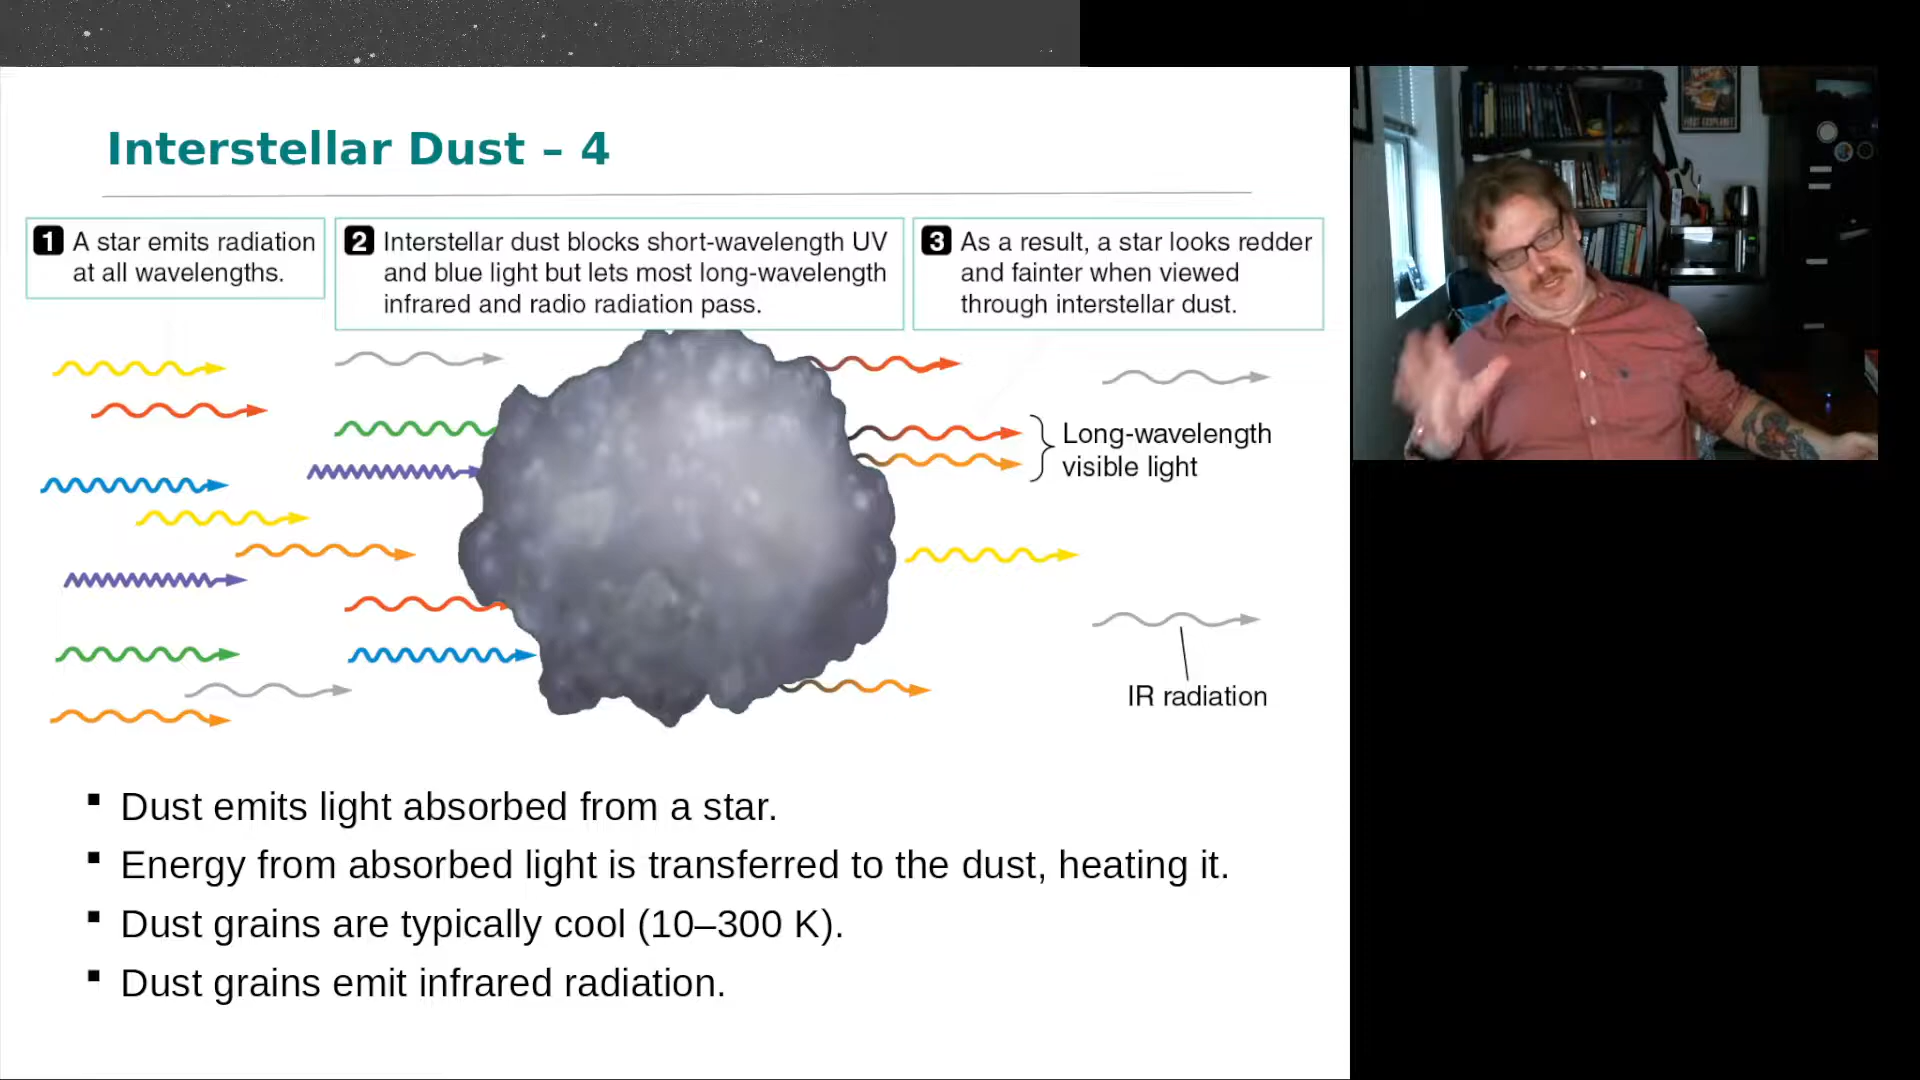 Interstellar Dust – 4
1 A star emits radiation
at all wavelengths.
2 Interstellar dust blocks short-wavelength UV
and blue light but lets most long-wavelength
infrared and radio radiation pass.
3 As a result, a star looks redder
and fainter when viewed
through interstellar dust.
Long-wavelength
visible light
IR radiation
▪ Dust emits light absorbed from a star.
▪ Energy from absorbed light is transferred to the dust, heating it.
▪ Dust grains are typically cool (10–300 K).
▪ Dust grains emit infrared radiation.